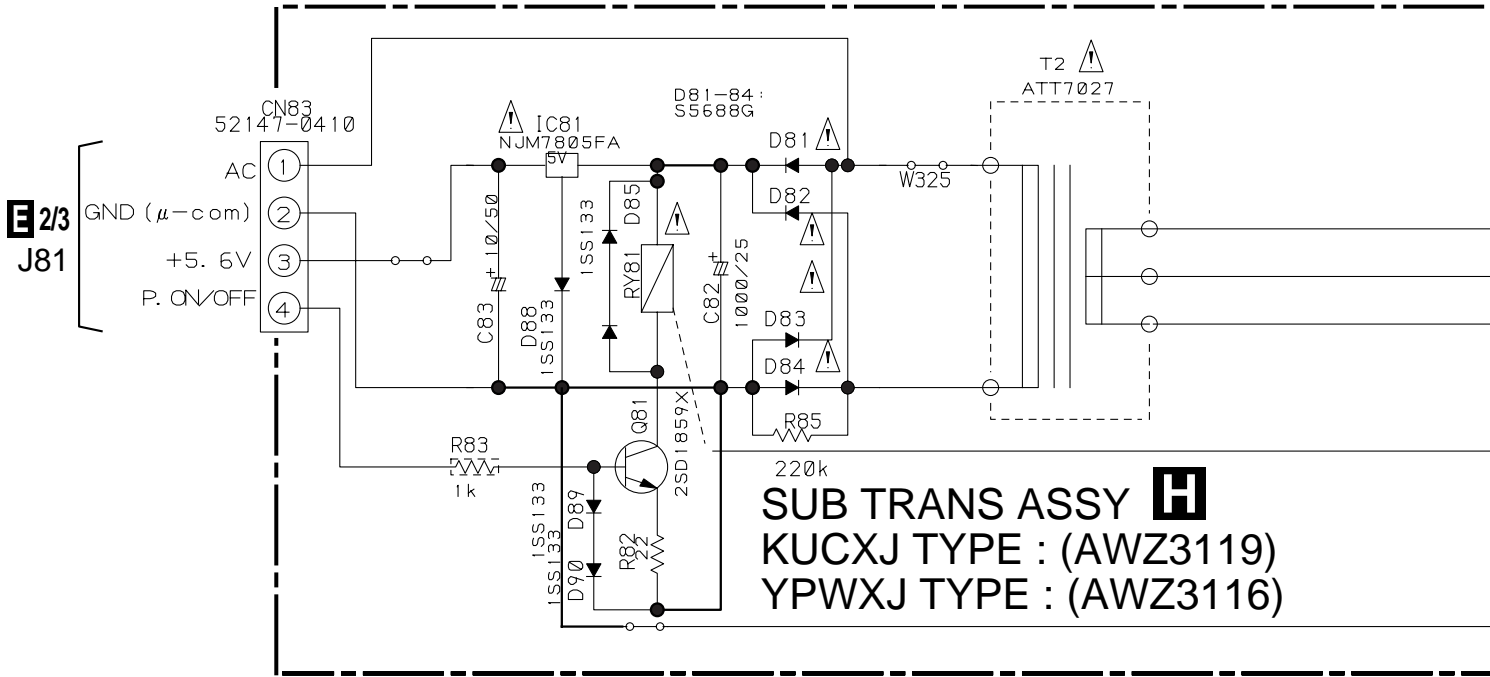 T2
ATT7027
D81-84:
S5688G
CN83
52147-0410
IC81
NJM7805FA
5V
D81
W325
D82
AC
1
E 2/3
J81
GND (μ-com)
2
+5. 6V
3
P. ON/OFF
4
+
10/50
C83
D88
1SS133
1SS133
D85
RY81
+
C82
1000/25
D83
D84
R85
220k
R83
1k
Q81
2SD1859X
1SS133
D89
1SS133
D90
R82
22
SUB TRANS ASSY H
KUCXJ TYPE : (AWZ3119)
YPWXJ TYPE : (AWZ3116)